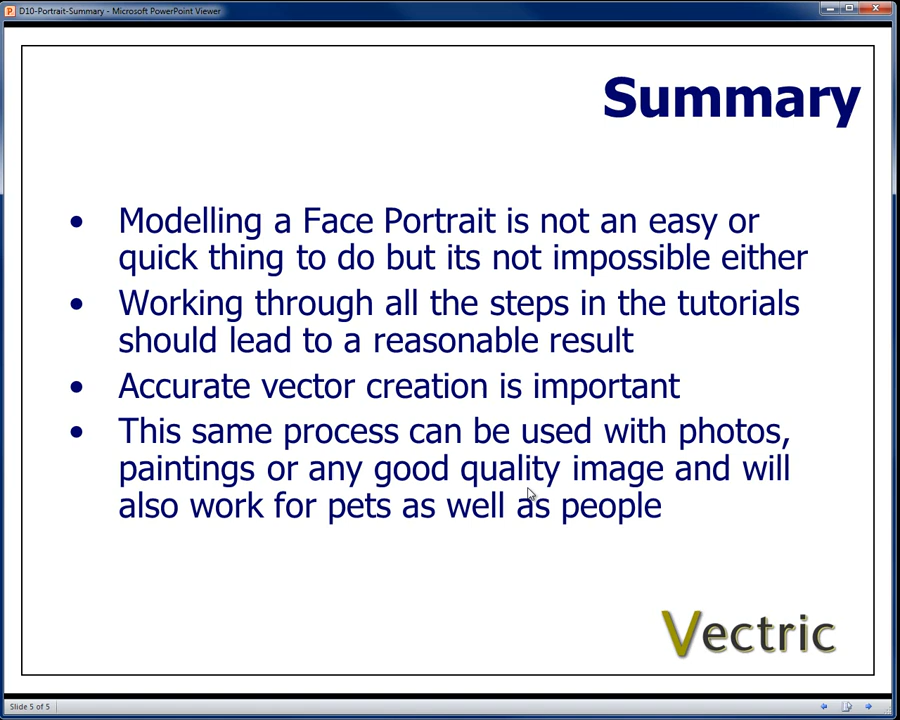 D10-Portrait-Summary - Microsoft PowerPoint Viewer
Summary
• Modelling a Face Portrait is not an easy or
quick thing to do but its not impossible either
• Working through all the steps in the tutorials
should lead to a reasonable result
• Accurate vector creation is important
• This same process can be used with photos,
paintings or any good quality image and will
also work for pets as well as people
Vectric
Slide 5 of 5